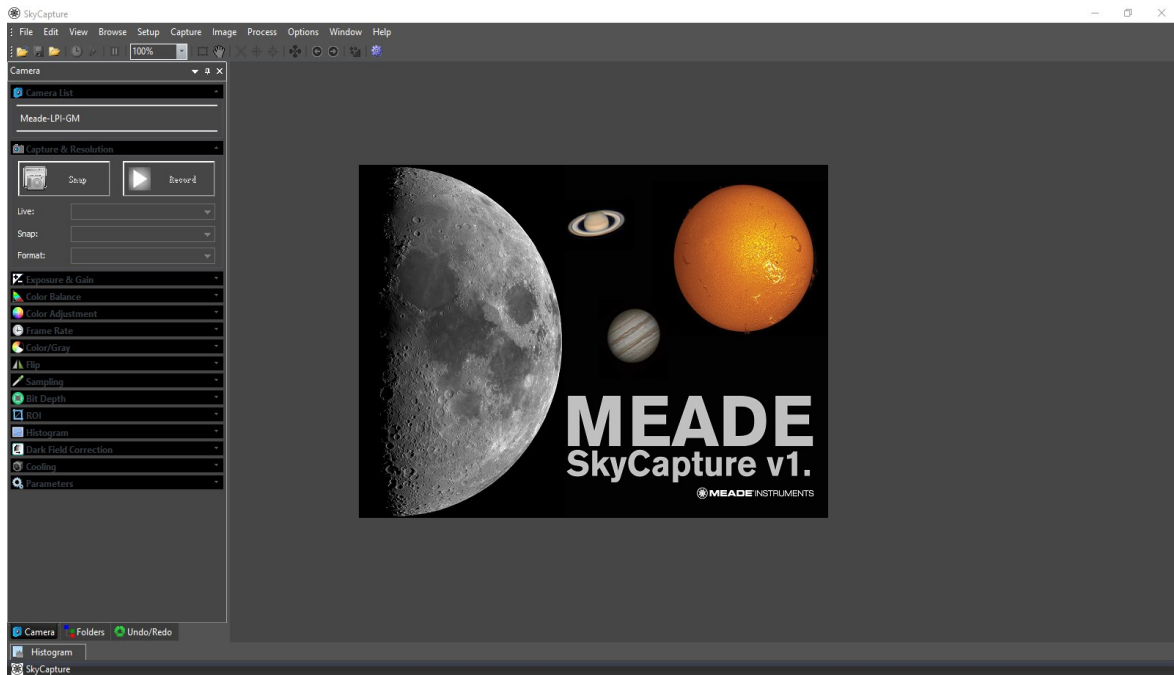 SkyCapture
File Edit View Browse Setup Capture Image Process Options Window Help
100%
Camera
Camera List
Meade-LPI-GM
Capture & Resolution
Snap Record
Live:
Snap:
Format:
Exposure & Gain
Color Balance
Color Adjustment
Frame Rate
Color/Gray
Flip
Sampling
Bit Depth
ROI
Histogram
Dark Field Correction
Cooling
Parameters
MEADE
SkyCapture v1.
MEADE INSTRUMENTS
Camera Folders Undo/Redo
Histogram
SkyCapture